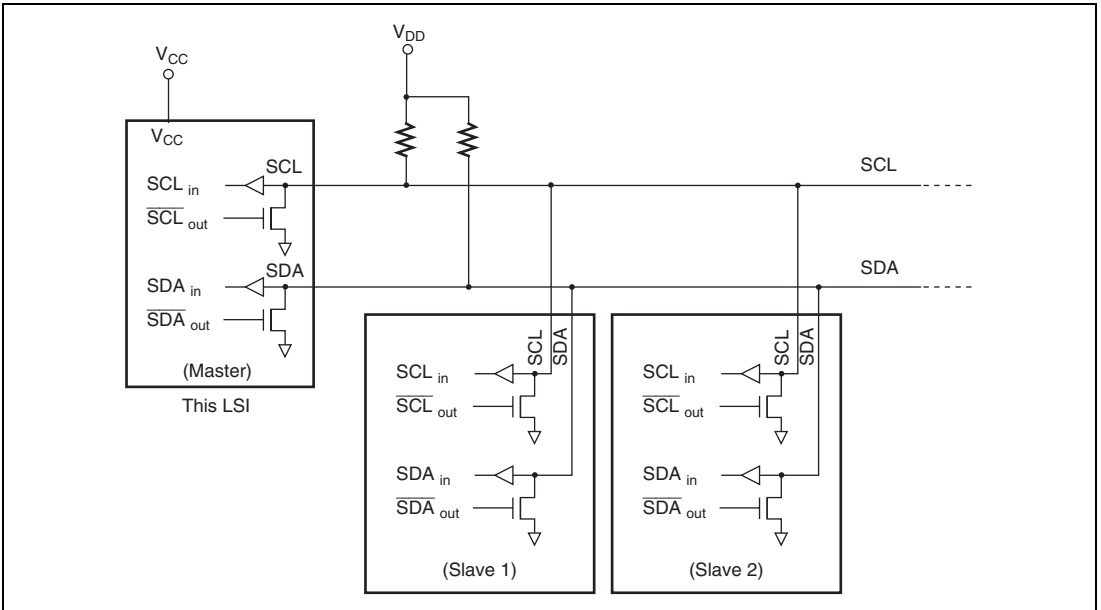 VCC
VDD
VCC
SCL
SCL in
SCL out
SDA
SDA in
SDA out
(Master)
This LSI
SCL
SDA
SCL
SDA
SCL in
SCL out
SDA in
SDA out
(Slave 1)
SCL
SDA
SCL in
SCL out
SDA in
SDA out
(Slave 2)